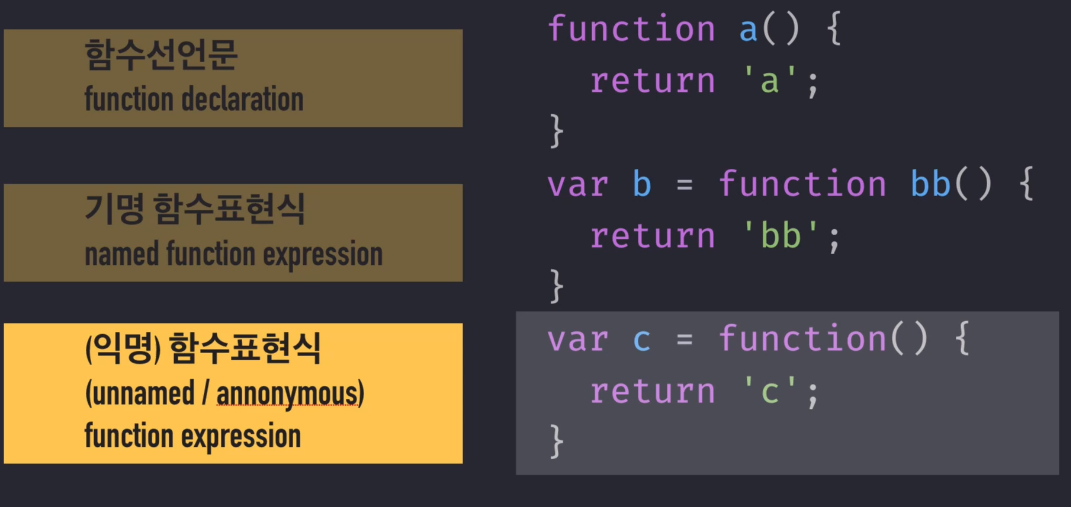 함수선언문
function declaration
function a() {
return 'a';
}
기명 함수표현식
named function expression
var b = function bb() {
return 'bb';
}
(익명) 함수표현식
(unnamed / annonymous)
function expression
var c = function() {
return 'c';
}